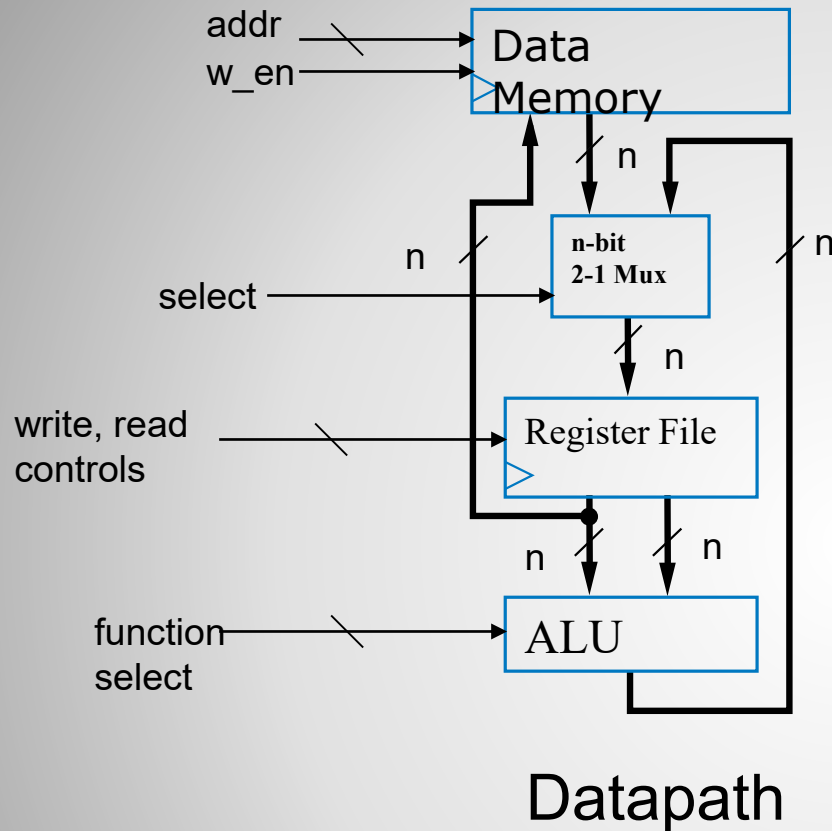 addr
w_en
Data
Memory
n
n
n
n-bit
2-1 Mux
select
n
write, read
controls
Register File
n
n
function
select
ALU
Datapath